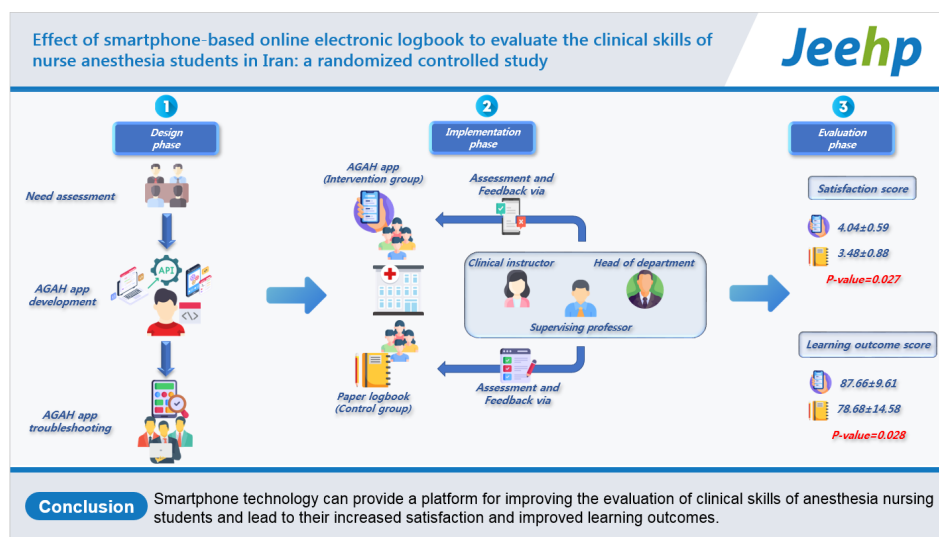 Effect of smartphone-based online electronic logbook to evaluate the clinical skills of
nurse anesthesia students in Iran: a randomized controlled study
Jeehp
1
Design
phase
Need assessment
API
AGAH app
development
AGAH app
troubleshooting
2
Implementation
phase
AGAH app
(Intervention group)
Assessment and
Feedback via
Clinical instructor
Head of department
Supervising professor
Paper logbook
(Control group)
Assessment and
Feedback via
3
Evaluation
phase
Satisfaction score
4.04±0.59
3.48±0.88
P-value=0.027
Learning outcome score
87.66±9.61
78.68±14.58
P-value=0.028
Conclusion
Smartphone technology can provide a platform for improving the evaluation of clinical skills of anesthesia nursing
students and lead to their increased satisfaction and improved learning outcomes.